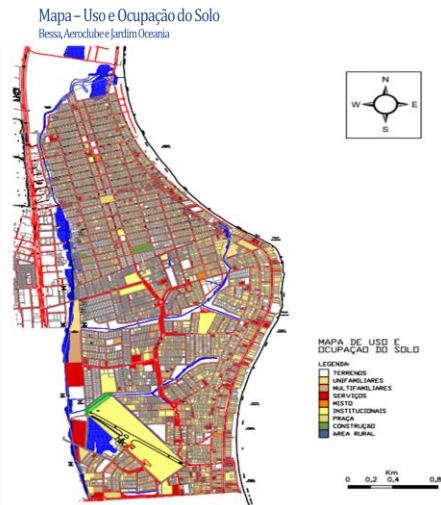 Mapa – Uso e Ocupação do Solo
Bessa, Aeroclube e Jardim Oceania
N
W
E
S
MAPA DE USO E
OCUPAÇÃO DO SOLO
LEGENDA:
TERRENOS
UNIFAMILIARES
MULTIFAMILIARES
SERVIÇOS
MISTO
INSTITUCIONAIS
PRAÇA
CONSTRUÇÃO
AREA RURAL
Km
0 0,2 0,4 0,8